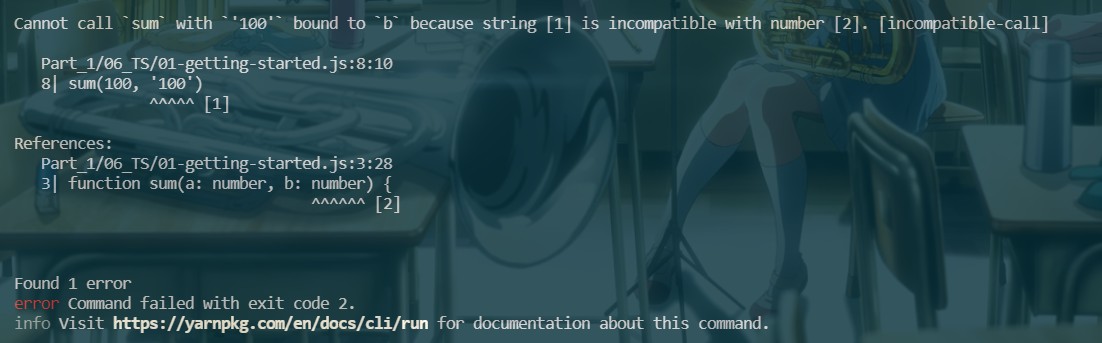 Cannot call `sum` with `'100'` bound to `b` because string [1] is incompatible with number [2]. [incompatible-call]
Part_1/06_TS/01-getting-started.js:8:10
8| sum(100, '100')
^^^^^ [1]
References:
Part_1/06_TS/01-getting-started.js:3:28
3| function sum(a: number, b: number) {
^^^^^^ [2]
Found 1 error
error Command failed with exit code 2.
info Visit https://yarnpkg.com/en/docs/cli/run for documentation about this command.